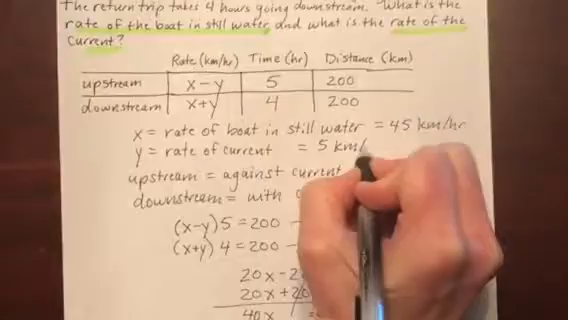 the return trip takes 4 hours going downstream. What is the
rate of the boat in still water and what is the rate of the
current?
Rate (km/hr) Time (hr) Distance (km)
upstream x-y 5 200
downstream x+y 4 200
x = rate of boat in still water = 45 km/hr
y = rate of current = 5 km/
upstream = against current
downstream = with
(x-y)5 = 200
(x+y)4 = 200
20x-2
20x+20
40x